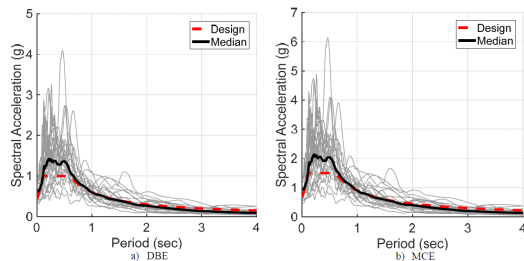 5
4
3
2
1
0
Spectral Acceleration (g)
Design
Median
0
1
2
3
4
Period (sec)
a) DBE
7
6
5
4
3
2
1
0
Spectral Acceleration (g)
Design
Median
0
1
2
3
4
Period (sec)
b) MCE